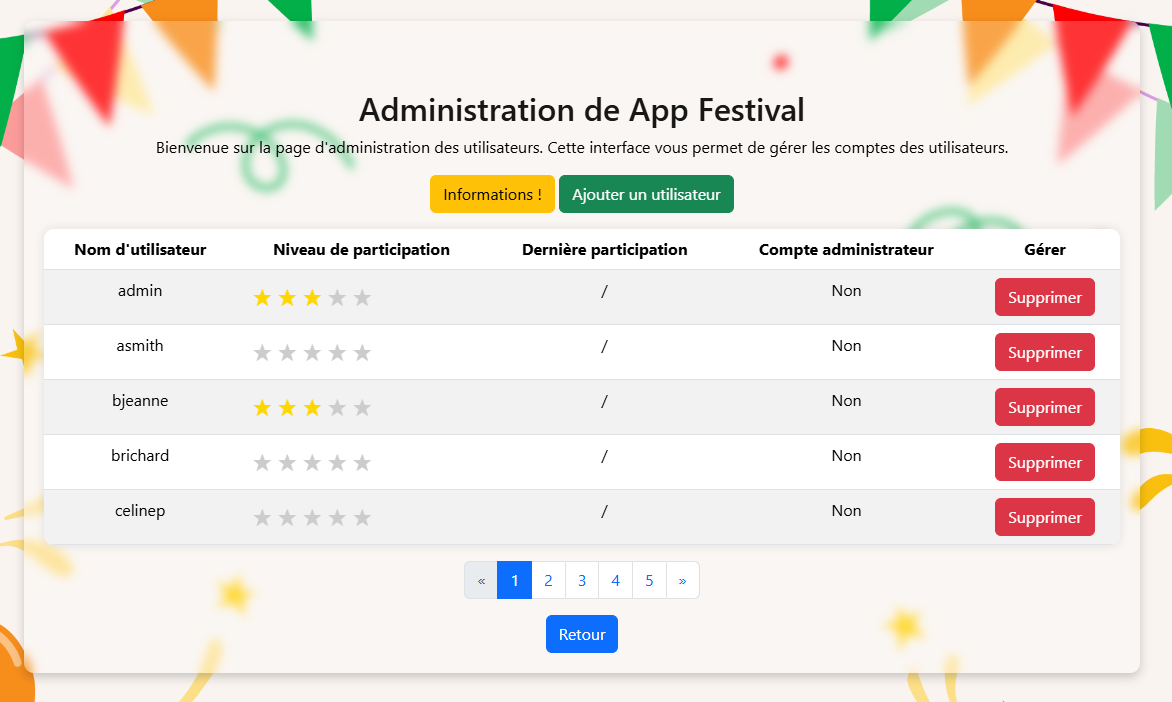 Administration de App Festival
Bienvenue sur la page d'administration des utilisateurs. Cette interface vous permet de gérer les comptes des utilisateurs.
Informations ! Ajouter un utilisateur
Nom d'utilisateur Niveau de participation Dernière participation Compte administrateur Gérer
admin / Non Supprimer
asmith / Non Supprimer
bjeanne / Non Supprimer
brichard / Non Supprimer
celinep / Non Supprimer
« 1 2 3 4 5 »
Retour